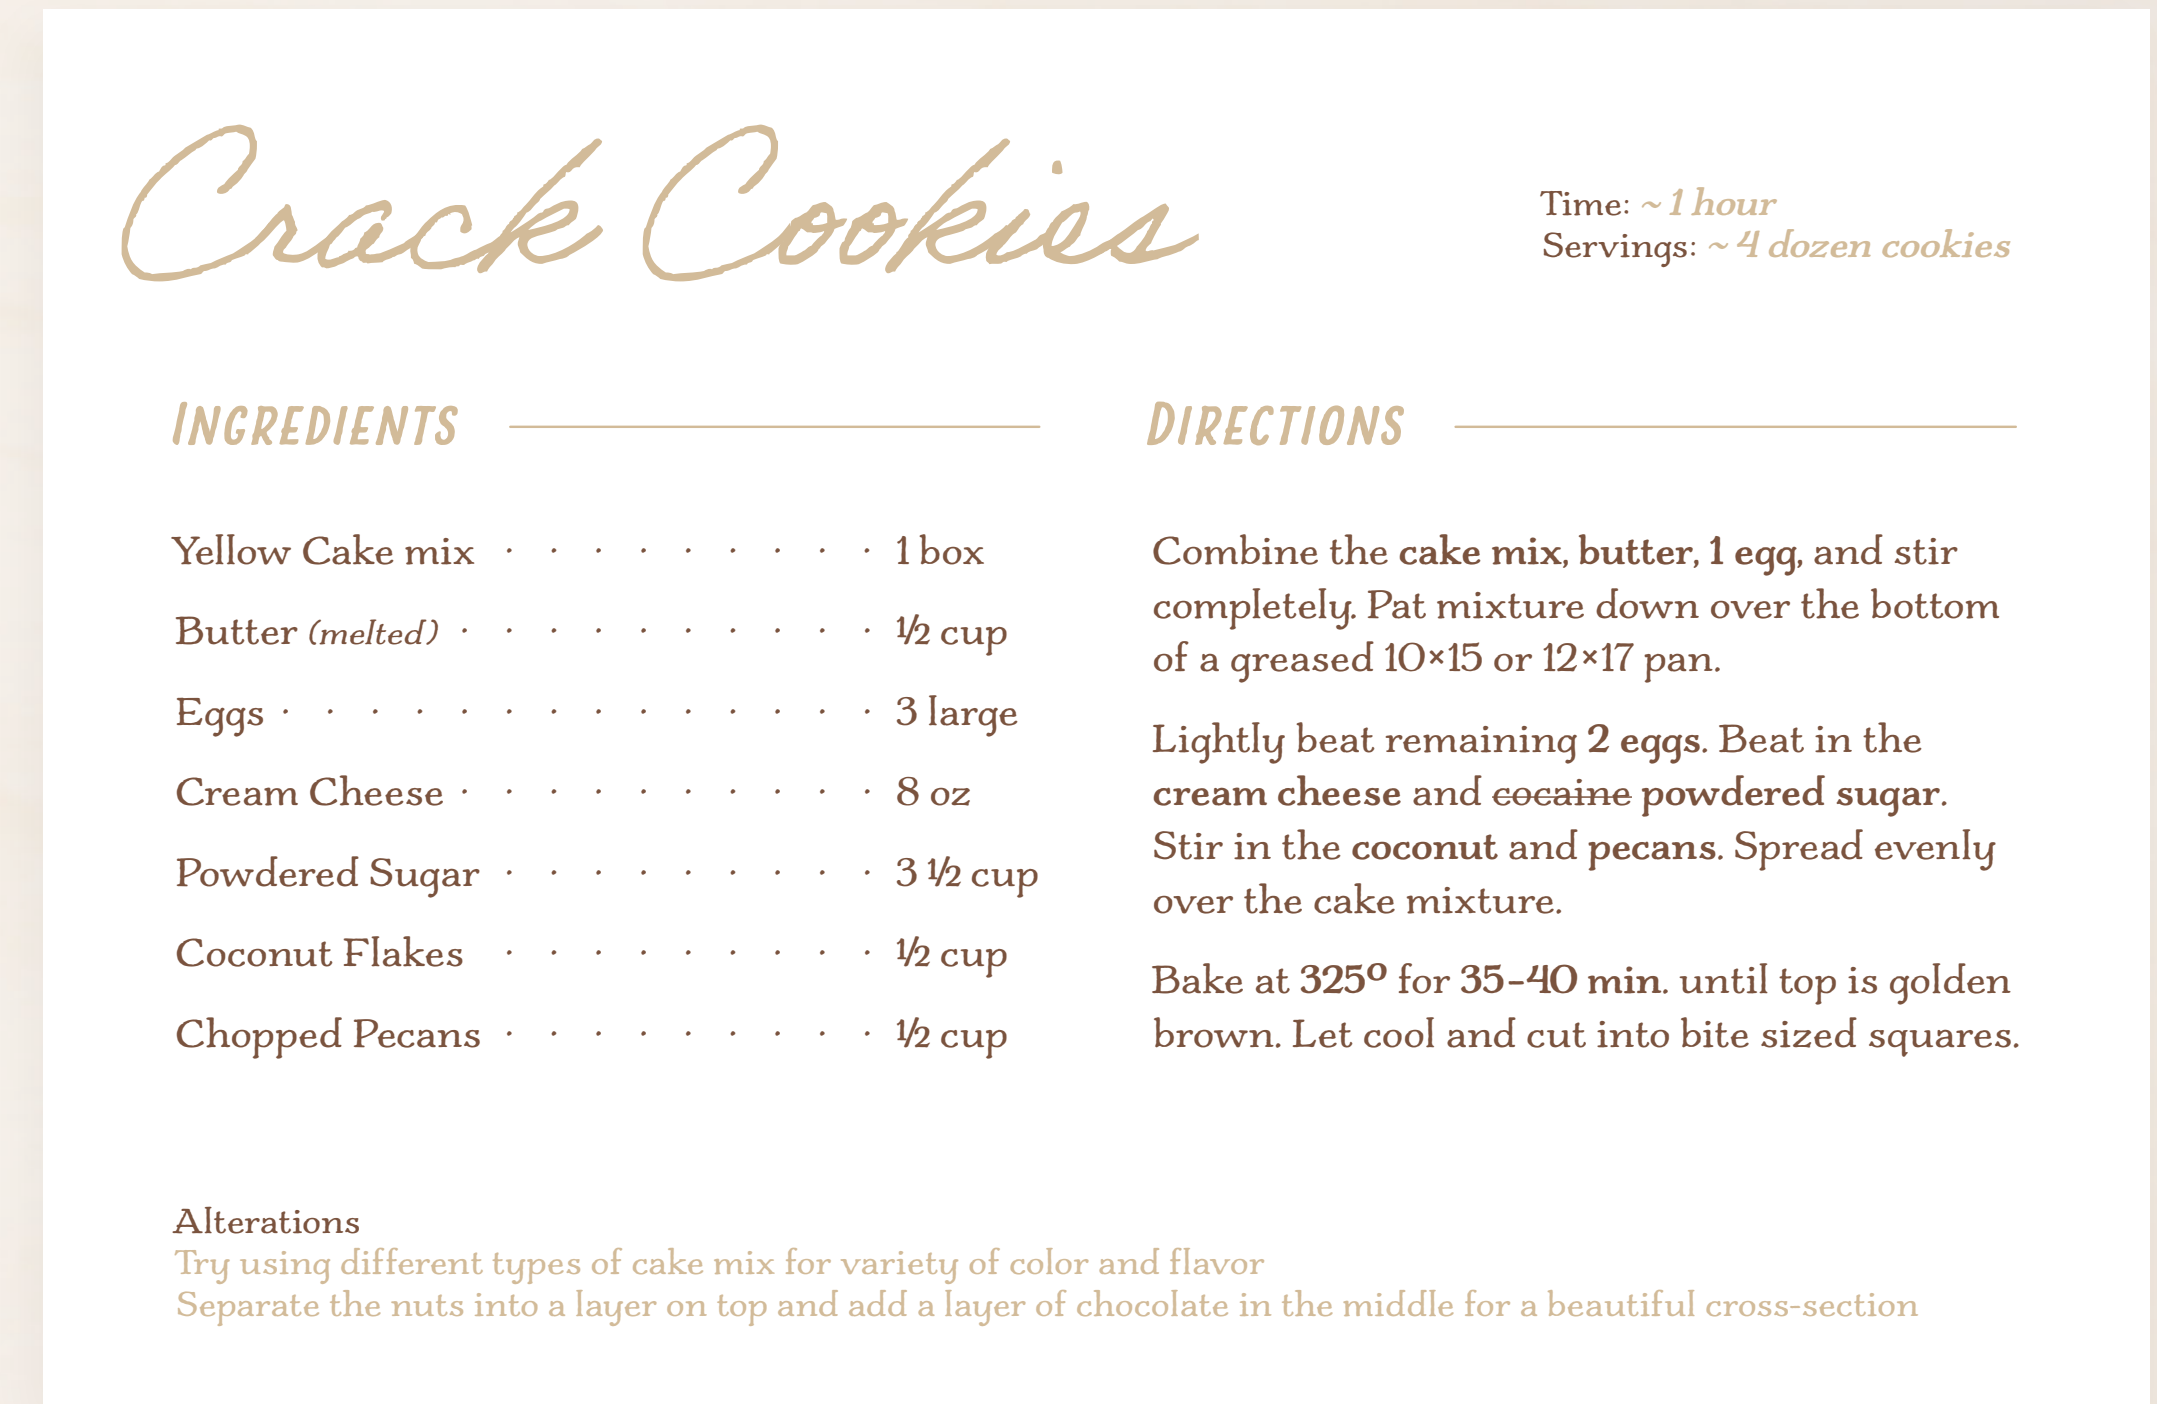 Crack Cookies
Time: ~1 hour
Servings: ~4 dozen cookies
Ingredients
Yellow Cake mix · · · · · · · · · 1 box
Butter (melted) · · · · · · · · · · 1/2 cup
Eggs · · · · · · · · · · · · · · 3 large
Cream Cheese · · · · · · · · · · 8 oz
Powdered Sugar · · · · · · · · · 3 1/2 cup
Coconut Flakes · · · · · · · · · 1/2 cup
Chopped Pecans · · · · · · · · · 1/2 cup
Directions
Combine the cake mix, butter, 1 egg, and stir
completely. Pat mixture down over the bottom
of a greased 10×15 or 12×17 pan.
Lightly beat remaining 2 eggs. Beat in the
cream cheese and cocaine powdered sugar.
Stir in the coconut and pecans. Spread evenly
over the cake mixture.
Bake at 325º for 35-40 min. until top is golden
brown. Let cool and cut into bite sized squares.
Alterations
Try using different types of cake mix for variety of color and flavor
Separate the nuts into a layer on top and add a layer of chocolate in the middle for a beautiful cross-section